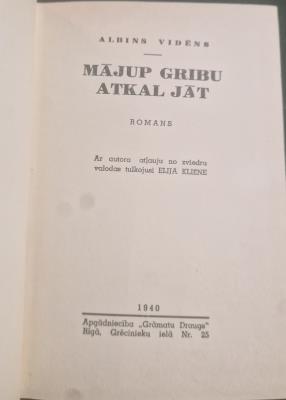 ALBINS VIDĒNS
MĀJUP GRIBU
ATKAL JĀT
ROMANS
Ar autora atļauju no zviedru
valodas tulkojusi ELIJA KLIENE
1940
Apgādniecība „Grāmatu Draugs"
Rīgā, Grēcinieku ielā Nr. 25